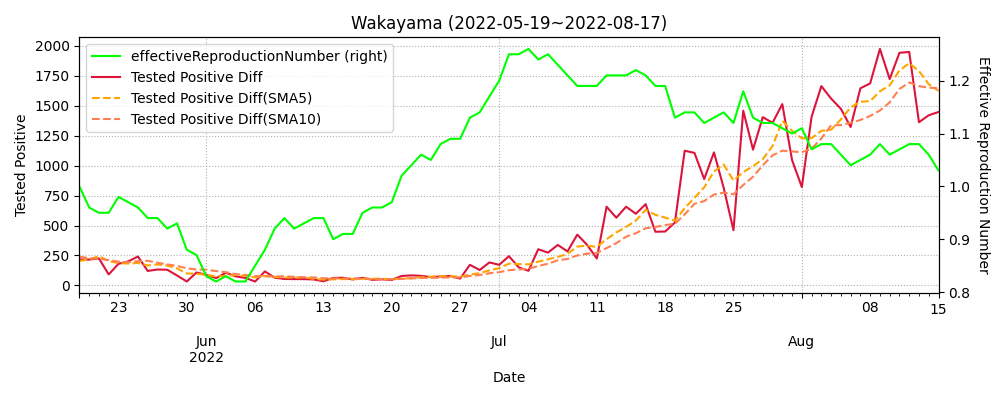 Wakayama (2022-05-19~2022-08-17)
effectiveReproductionNumber (right)
Tested Positive Diff
Tested Positive Diff(SMA5)
Tested Positive Diff(SMA10)
Tested Positive
2000
1750
1500
1250
1000
750
500
250
0
Effective Reproduction Number
1.2
1.1
1.0
0.9
0.8
23 30 06 13 20 27 04 11 18 25 08 15
Jun Jul Aug
2022
Date